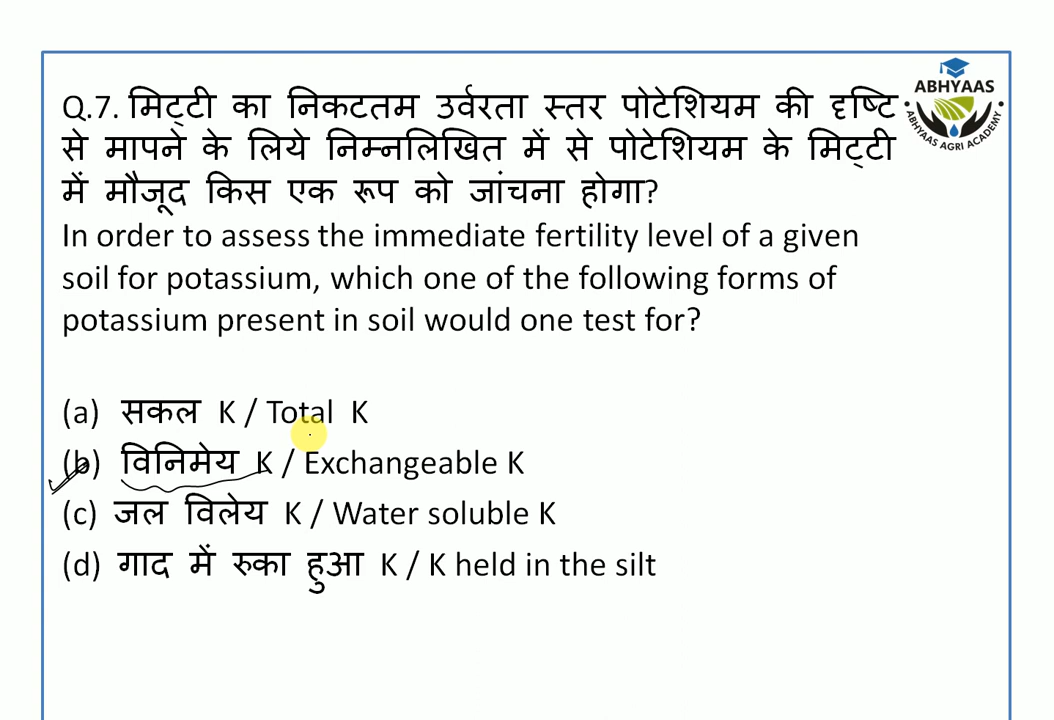 ABHYAAS
ABHYAAS AGRI ACADEMY
Q.7. मिट्टी का निकटतम उर्वरता स्तर पोटेशियम की दृष्टि
से मापने के लिये निम्नलिखित में से पोटेशियम के मिट्टी
में मौजूद किस एक रूप को जांचना होगा?
In order to assess the immediate fertility level of a given
soil for potassium, which one of the following forms of
potassium present in soil would one test for?
(a) सकल K / Total K
(b) विनिमेय K / Exchangeable K
(c) जल विलेय K / Water soluble K
(d) गाद में रुका हुआ K / K held in the silt